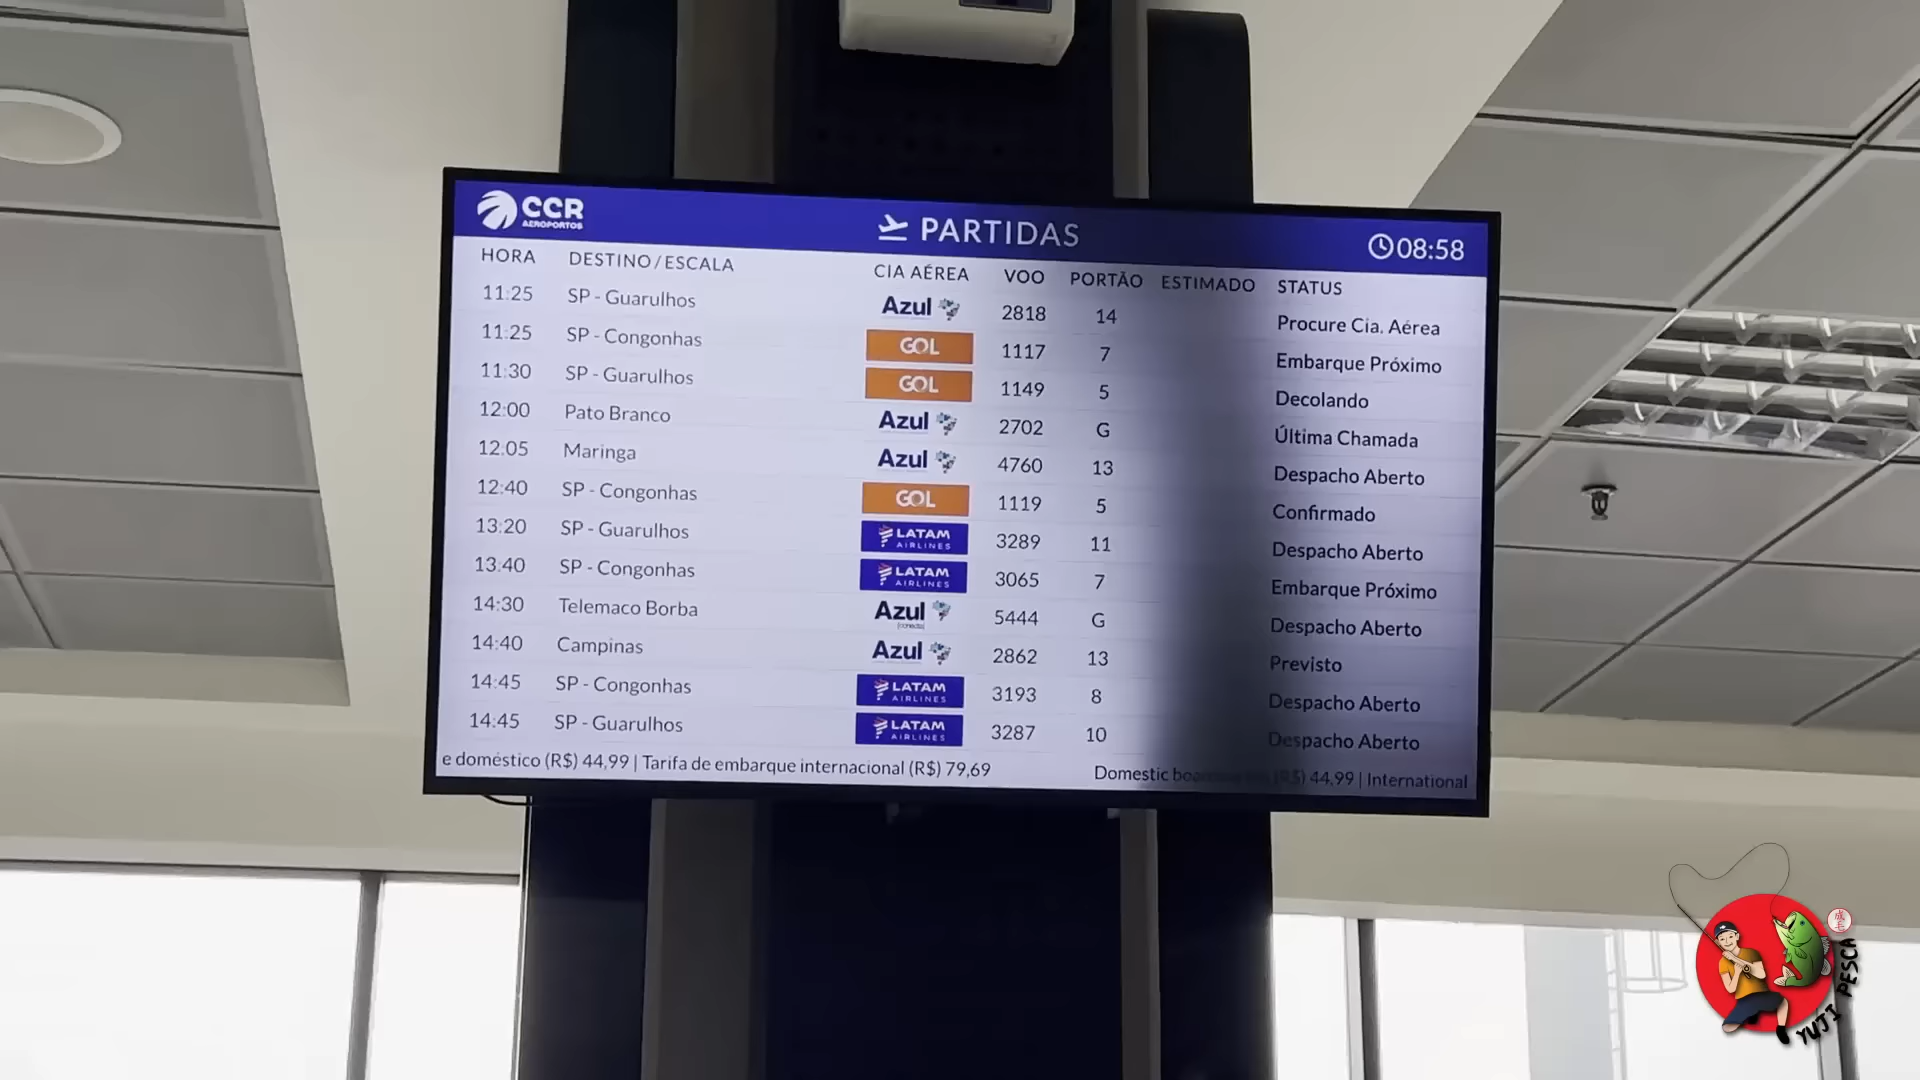 CCR
AEROPORTOS
PARTIDAS
08:58
HORA DESTINO/ESCALA CIA AÉREA VOO PORTÃO ESTIMADO STATUS
11:25 SP - Guarulhos Azul 2818 14 Procure Cia. Aérea
11:25 SP - Congonhas GOL 1117 7 Embarque Próximo
11:30 SP - Guarulhos GOL 1149 5 Decolando
12:00 Pato Branco Azul 2702 G Última Chamada
12:05 Maringa Azul 4760 13 Despacho Aberto
12:40 SP - Congonhas GOL 1119 5 Confirmado
13:20 SP - Guarulhos LATAM AIRLINES 3289 11 Despacho Aberto
13:40 SP - Congonhas LATAM AIRLINES 3065 7 Embarque Próximo
14:30 Telemaco Borba Azul 5444 G Despacho Aberto
14:40 Campinas Azul 2862 13 Previsto
14:45 SP - Congonhas LATAM AIRLINES 3193 8 Despacho Aberto
14:45 SP - Guarulhos LATAM AIRLINES 3287 10 Despacho Aberto
e doméstico (R$) 44,99 | Tarifa de embarque internacional (R$) 79,69 Domestic (R$) 44,99 | International
YUJI PESCA